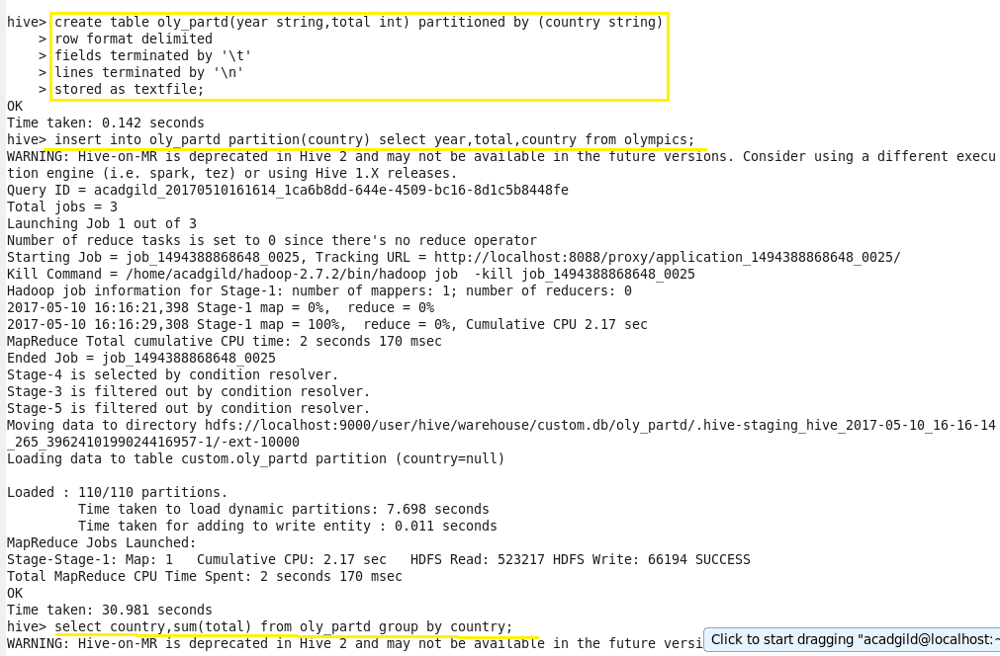 hive> create table oly_partd(year string,total int) partitioned by (country string)
    > row format delimited
    > fields terminated by '\t'
    > lines terminated by '\n'
    > stored as textfile;
OK
Time taken: 0.142 seconds
hive> insert into oly_partd partition(country) select year,total,country from olympics;
WARNING: Hive-on-MR is deprecated in Hive 2 and may not be available in the future versions. Consider using a different execu
tion engine (i.e. spark, tez) or using Hive 1.X releases.
Query ID = acadgild_20170510161614_1ca6b8dd-644e-4509-bc16-8d1c5b8448fe
Total jobs = 3
Launching Job 1 out of 3
Number of reduce tasks is set to 0 since there's no reduce operator
Starting Job = job_1494388868648_0025, Tracking URL = http://localhost:8088/proxy/application_1494388868648_0025/
Kill Command = /home/acadgild/hadoop-2.7.2/bin/hadoop job  -kill job_1494388868648_0025
Hadoop job information for Stage-1: number of mappers: 1; number of reducers: 0
2017-05-10 16:16:21,398 Stage-1 map = 0%,  reduce = 0%
2017-05-10 16:16:29,308 Stage-1 map = 100%,  reduce = 0%, Cumulative CPU 2.17 sec
MapReduce Total cumulative CPU time: 2 seconds 170 msec
Ended Job = job_1494388868648_0025
Stage-4 is selected by condition resolver.
Stage-3 is filtered out by condition resolver.
Stage-5 is filtered out by condition resolver.
Moving data to directory hdfs://localhost:9000/user/hive/warehouse/custom.db/oly_partd/.hive-staging_hive_2017-05-10_16-16-14
_265_3962410199024416957-1/-ext-10000
Loading data to table custom.oly_partd partition (country=null)

Loaded : 110/110 partitions.
         Time taken to load dynamic partitions: 7.698 seconds
         Time taken for adding to write entity : 0.011 seconds
MapReduce Jobs Launched:
Stage-Stage-1: Map: 1   Cumulative CPU: 2.17 sec   HDFS Read: 523217 HDFS Write: 66194 SUCCESS
Total MapReduce CPU Time Spent: 2 seconds 170 msec
OK
Time taken: 30.981 seconds
hive> select country,sum(total) from oly_partd group by country;
WARNING: Hive-on-MR is deprecated in Hive 2 and may not be available in the future versi
Click to start dragging "acadgild@localhost:~